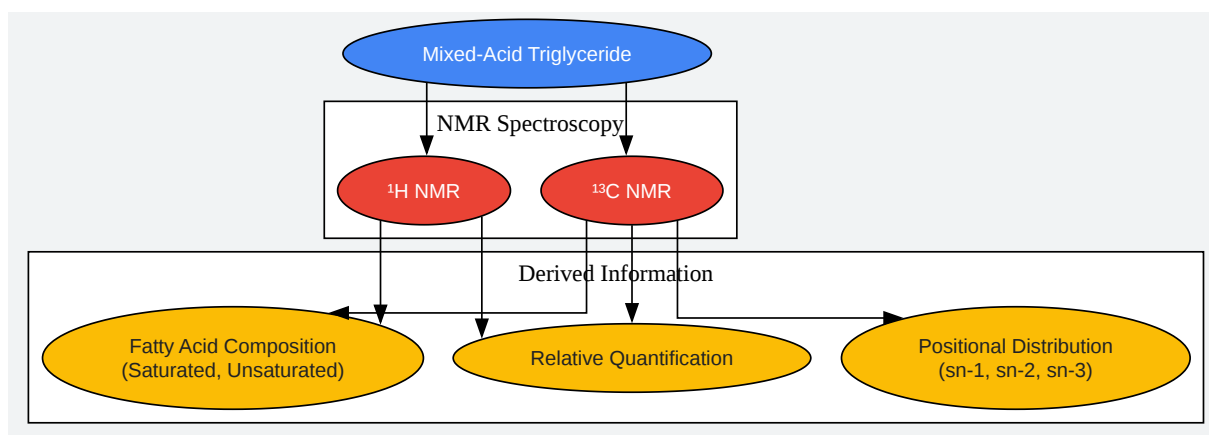 Mixed-Acid Triglyceride
NMR Spectroscopy
¹H NMR
¹³C NMR
Derived Information
Fatty Acid Composition
(Saturated, Unsaturated)
Relative Quantification
Positional Distribution
(sn-1, sn-2, sn-3)